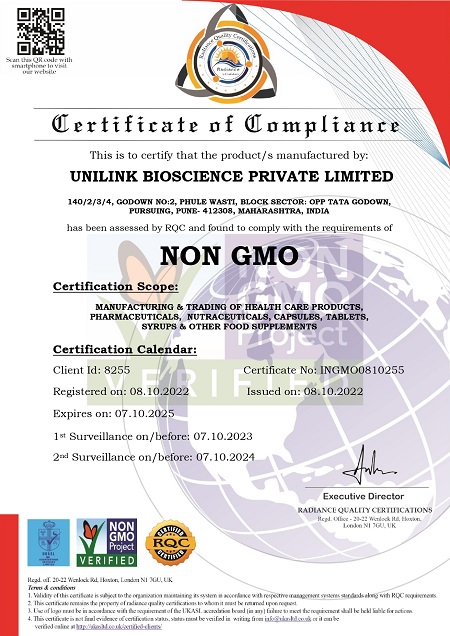 Scan this QR code with
smartphone to visit
our website
Radiance Quality Certifications
Certificate of Compliance
This is to certify that the product/s manufactured by:
UNILINK BIOSCIENCE PRIVATE LIMITED
140/2/3/4, GODOWN NO:2, PHULE WASTI, BLOCK SECTOR: OPP TATA GODOWN,
PURSUING, PUNE- 412308, MAHARASHTRA, INDIA
has been assessed by RQC and found to comply with the requirements of
NON GMO
Certification Scope:
MANUFACTURING & TRADING OF HEALTH CARE PRODUCTS,
PHARMACEUTICALS, NUTRACEUTICALS, CAPSULES, TABLETS,
SYRUPS & OTHER FOOD SUPPLEMENTS
NON
GMO
Project
VERIFIED
Certification Calendar:
Client Id: 8255 Certificate No: INGMO0810255
Registered on: 08.10.2022 Issued on: 08.10.2022
Expires on: 07.10.2025
1st Surveillance on/before: 07.10.2023
2nd Surveillance on/before: 07.10.2024
Executive Director
RADIANCE QUALITY CERTIFICATIONS
Regd. Office - 20-22 Wenlock Rd, Hoxton,
London N1 7GU, UK
NON
GMO
Project
VERIFIED
CERTIFIED
RQC
Regd. off. 20-22 Wenlock Rd, Hoxton, London N1 7GU, UK
Terms & conditions
1. Validity of this certificate is subject to the organization maintaining its system in accordance with respective management systems standards along with RQC requirements.
2. This certificate remains the property of radiance quality certifications to whom it must be returned upon request.
3. Use of logo must be in accordance with the requirement of the UKASL accreditation board (in any) failure to meet the requirement shall be held liable for actions.
4. This certificate is not final evidence of certification status, status must be verified in writing from info@ukasltd.co.uk or it can be
verified online at http://ukasltd.co.uk/certified-clients/